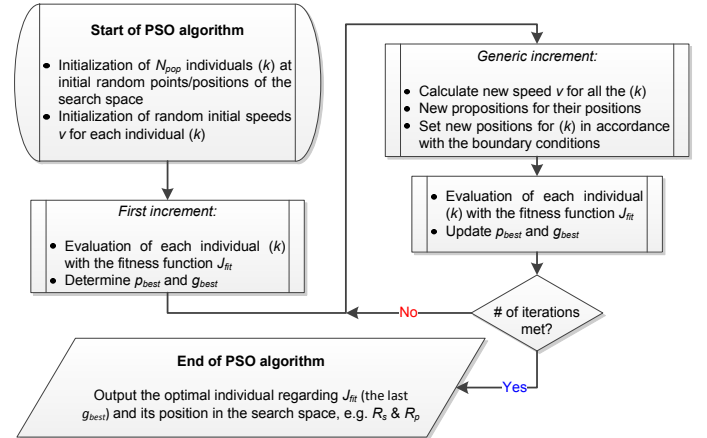 Start of PSO algorithm
• Initialization of Npop individuals (k) at
initial random points/positions of the
search space
• Initialization of random initial speeds
v for each individual (k)
First increment:
• Evaluation of each individual (k)
with the fitness function Jfit
• Determine pbest and gbest
Generic increment:
• Calculate new speed v for all the (k)
• New propositions for their positions
• Set new positions for (k) in accordance
with the boundary conditions
• Evaluation of each individual
(k) with the fitness function Jfit
• Update pbest and gbest
# of iterations
met?
No
Yes
End of PSO algorithm
Output the optimal individual regarding Jfit (the last
gbest) and its position in the search space, e.g. Rs & Rp